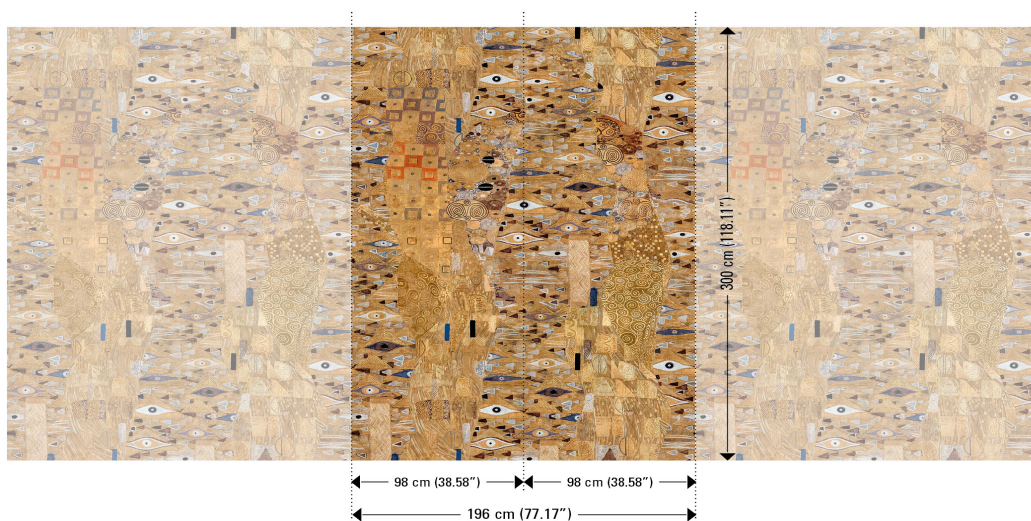 300 cm (118.11”)
98 cm (38.58”) 98 cm (38.58”)
196 cm (77.17”)